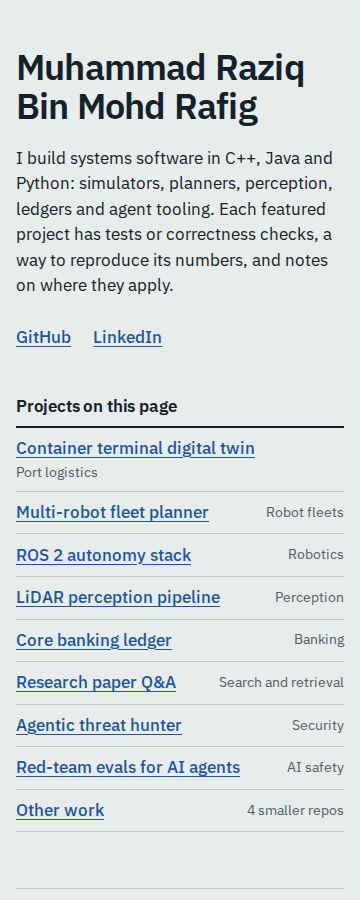 Muhammad Raziq
Bin Mohd Rafig
I build systems software in C++, Java and
Python: simulators, planners, perception,
ledgers and agent tooling. Each featured
project has tests or correctness checks, a
way to reproduce its numbers, and notes
on where they apply.
GitHub LinkedIn
Projects on this page
Container terminal digital twin
Port logistics
Multi-robot fleet planner Robot fleets
ROS 2 autonomy stack Robotics
LiDAR perception pipeline Perception
Core banking ledger Banking
Research paper Q&A Search and retrieval
Agentic threat hunter Security
Red-team evals for AI agents AI safety
Other work 4 smaller repos